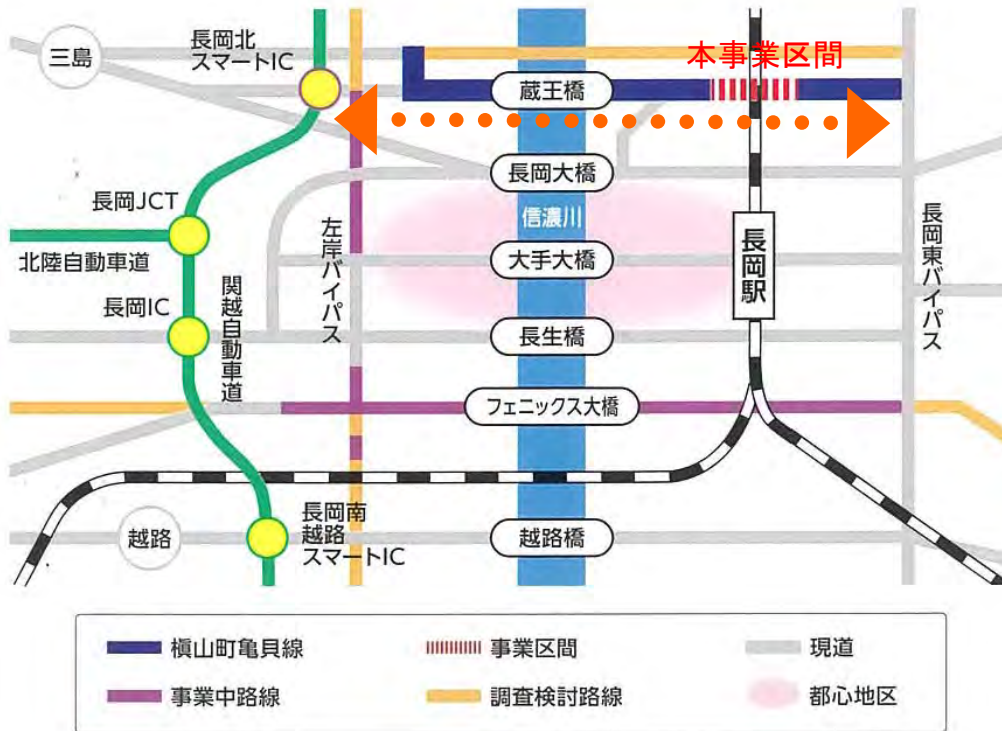 長岡北
スマートIC
三島
本事業区間
蔵王橋
長岡大橋
長岡JCT
信濃川
左岸バイパス
北陸自動車道
大手大橋
長岡駅
長岡東バイパス
関越自動車道
長岡IC
長生橋
フェニックス大橋
長岡南
越路
スマートIC
越路
越路橋
槇山町亀貝線
事業区間
現道
事業中路線
調査検討路線
都心地区